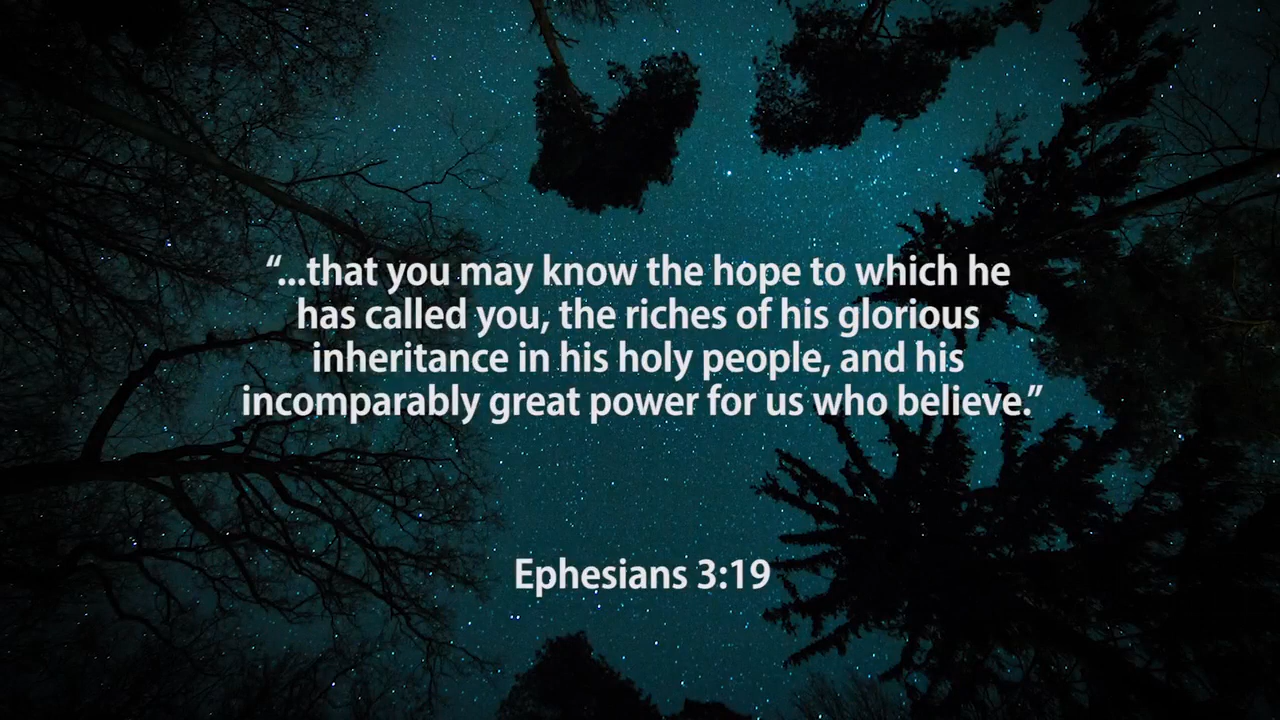 “...that you may know the hope to which he
has called you, the riches of his glorious
inheritance in his holy people, and his
incomparably great power for us who believe.”
Ephesians 3:19